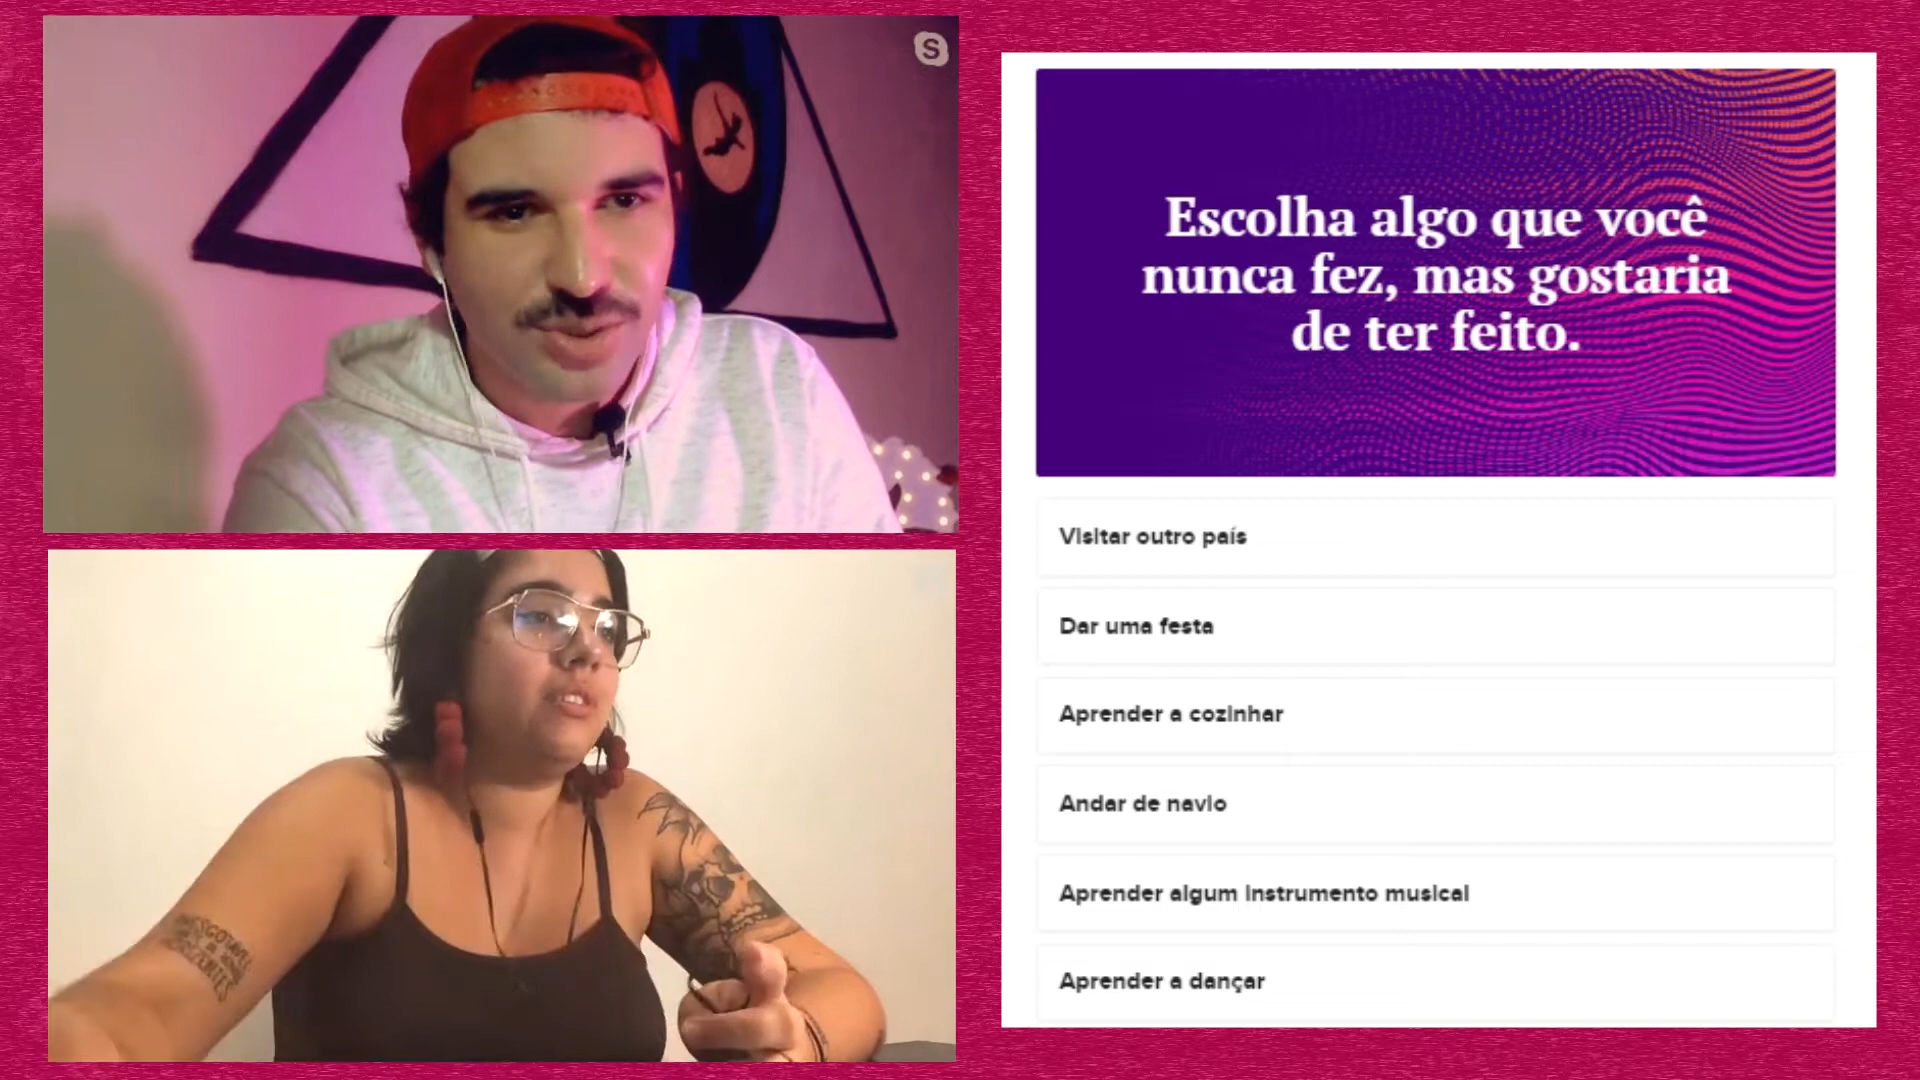 S
Escolha algo que você
nunca fez, mas gostaria
de ter feito.
Visitar outro país
Dar uma festa
Aprender a cozinhar
Andar de navio
Aprender algum instrumento musical
Aprender a dançar